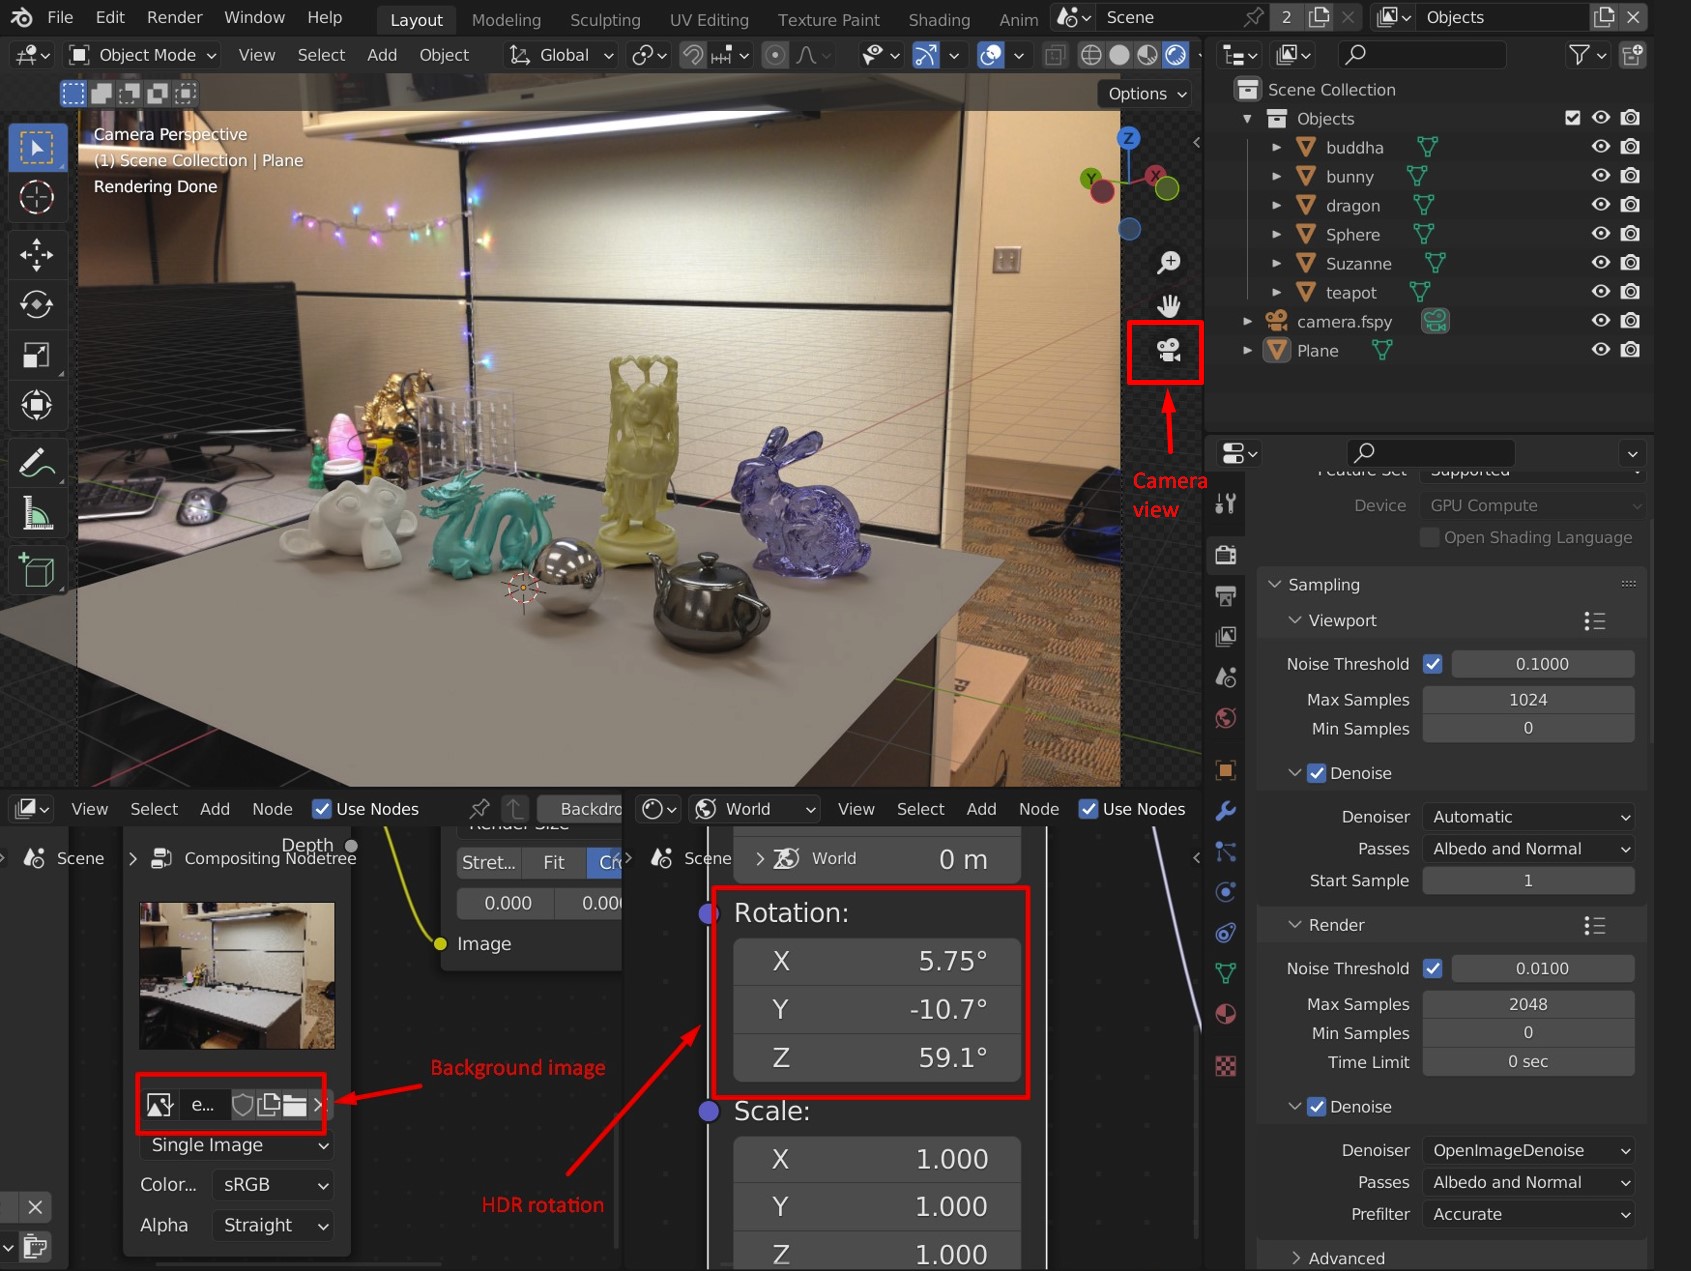 File Edit Render Window Help Layout Modeling Sculpting UV Editing Texture Paint Shading Anim Scene 2 Objects
Object Mode View Select Add Object Global
Options
Camera Perspective
(1) Scene Collection | Plane
Rendering Done
Z
Y
X
Camera
view
Scene Collection
Objects
buddha
bunny
dragon
Sphere
Suzanne
teapot
camera.fspy
Plane
Feature Set Supported
Device GPU Compute
Open Shading Language
Sampling
Viewport
Noise Threshold 0.1000
Max Samples 1024
Min Samples 0
Denoise
Denoiser Automatic
Passes Albedo and Normal
Start Sample 1
Render
Noise Threshold 0.0100
Max Samples 2048
Min Samples 0
Time Limit 0 sec
Denoise
Denoiser OpenImageDenoise
Passes Albedo and Normal
Prefilter Accurate
Advanced
View Select Add Node Use Nodes Backdro
Depth
Scene Compositing Nodetree
Render Size
Stret... Fit Cr
0.000 0.000
Image
Background image
e...
Single Image
Color... sRGB
Alpha Straight
HDR rotation
World View Select Add Node Use Nodes
Scene World
Z 0 m
Rotation:
X 5.75°
Y -10.7°
Z 59.1°
Scale:
X 1.000
Y 1.000
Z 1.000